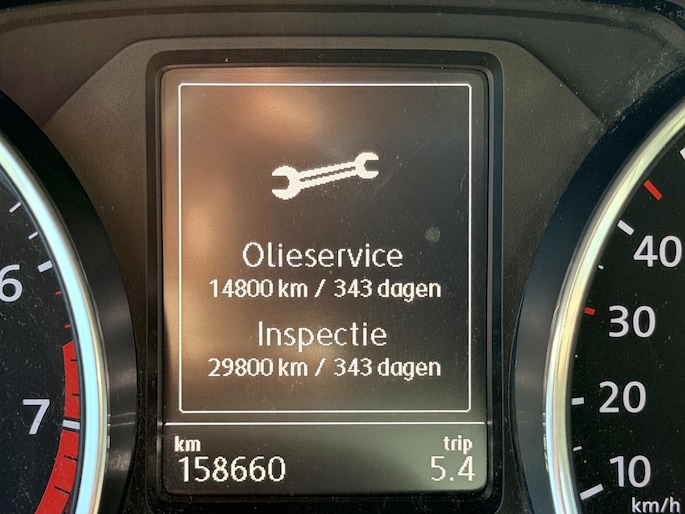 Olieservice
14800 km / 343 dagen
Inspectie
29800 km / 343 dagen
km
trip
158660
5.4
6
7
40
30
20
10
km/h